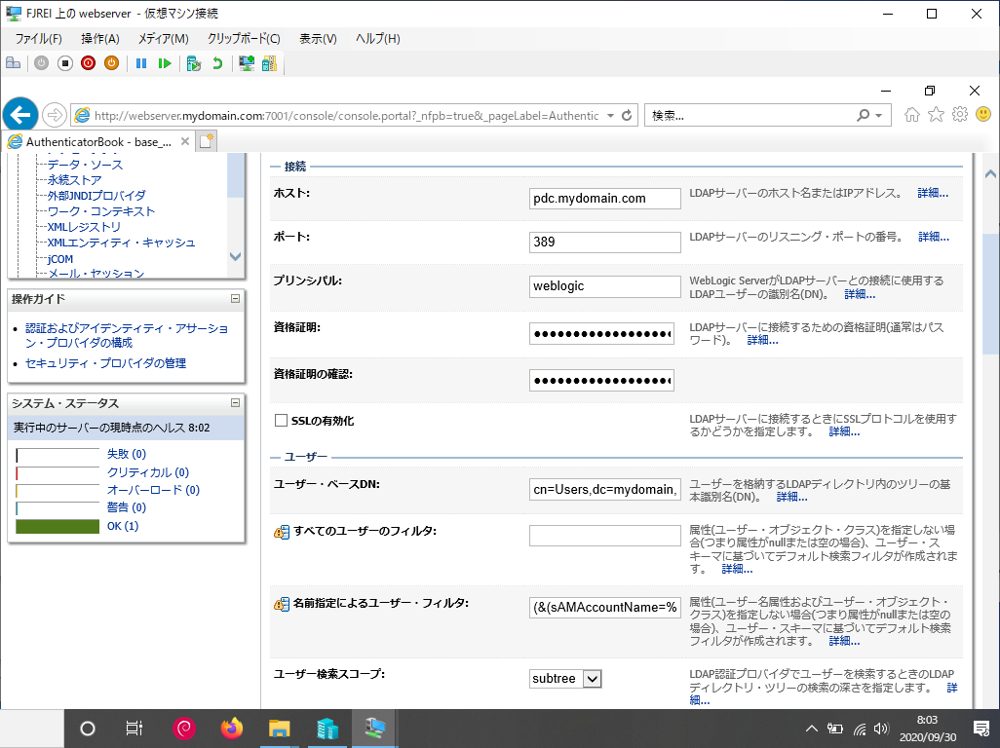 FJREI 上の webserver - 仮想マシン接続
ファイル(F) 操作(A) メディア(M) クリップボード(C) 表示(V) ヘルプ(H)
http://webserver.mydomain.com:7001/console/console.portal?_nfpb=true&_pageLabel=Authentic
検索...
AuthenticatorBook - base_...
データ・ソース
永続ストア
外部JNDIプロバイダ
ワーク・コンテキスト
XMLレジストリ
XMLエンティティ・キャッシュ
jCOM
メール・セッション
操作ガイド
認証およびアイデンティティ・アサーショ
ン・プロバイダの構成
セキュリティ・プロバイダの管理
システム・ステータス
実行中のサーバーの現時点のヘルス 8:02
失敗 (0)
クリティカル (0)
オーバーロード (0)
警告 (0)
OK (1)
接続
ホスト:
pdc.mydomain.com
LDAPサーバーのホスト名またはIPアドレス。 詳細...
ポート:
389
LDAPサーバーのリスニング・ポートの番号。 詳細...
プリンシパル:
weblogic
WebLogic ServerがLDAPサーバーとの接続に使用する
LDAPユーザーの識別名(DN)。 詳細...
資格証明:
LDAPサーバーに接続するための資格証明(通常はパス
ワード)。 詳細...
資格証明の確認:
SSLの有効化
LDAPサーバーに接続するときにSSLプロトコルを使用す
るかどうかを指定します。 詳細...
ユーザー
ユーザー・ベースDN:
cn=Users,dc=mydomain,
ユーザーを格納するLDAPディレクトリ内のツリーの基
本識別名(DN)。 詳細...
すべてのユーザーのフィルタ:
属性(ユーザー・オブジェクト・クラス)を指定しない場
合(つまり属性がnullまたは空の場合)、ユーザー・ス
キーマに基づいてデフォルト検索フィルタが作成されま
す。 詳細...
名前指定によるユーザー・フィルタ:
(&(sAMAccountName=%
属性(ユーザー名属性およびユーザー・オブジェクト・
クラス)を指定しない場合(つまり属性がnullまたは空の
場合)、ユーザー・スキーマに基づいてデフォルト検索
フィルタが作成されます。 詳細...
ユーザー検索スコープ:
subtree
LDAP認証プロバイダでユーザーを検索するときのLDAP
ディレクトリ・ツリーの検索の深さを指定します。 詳
細...
8:03
2020/09/30